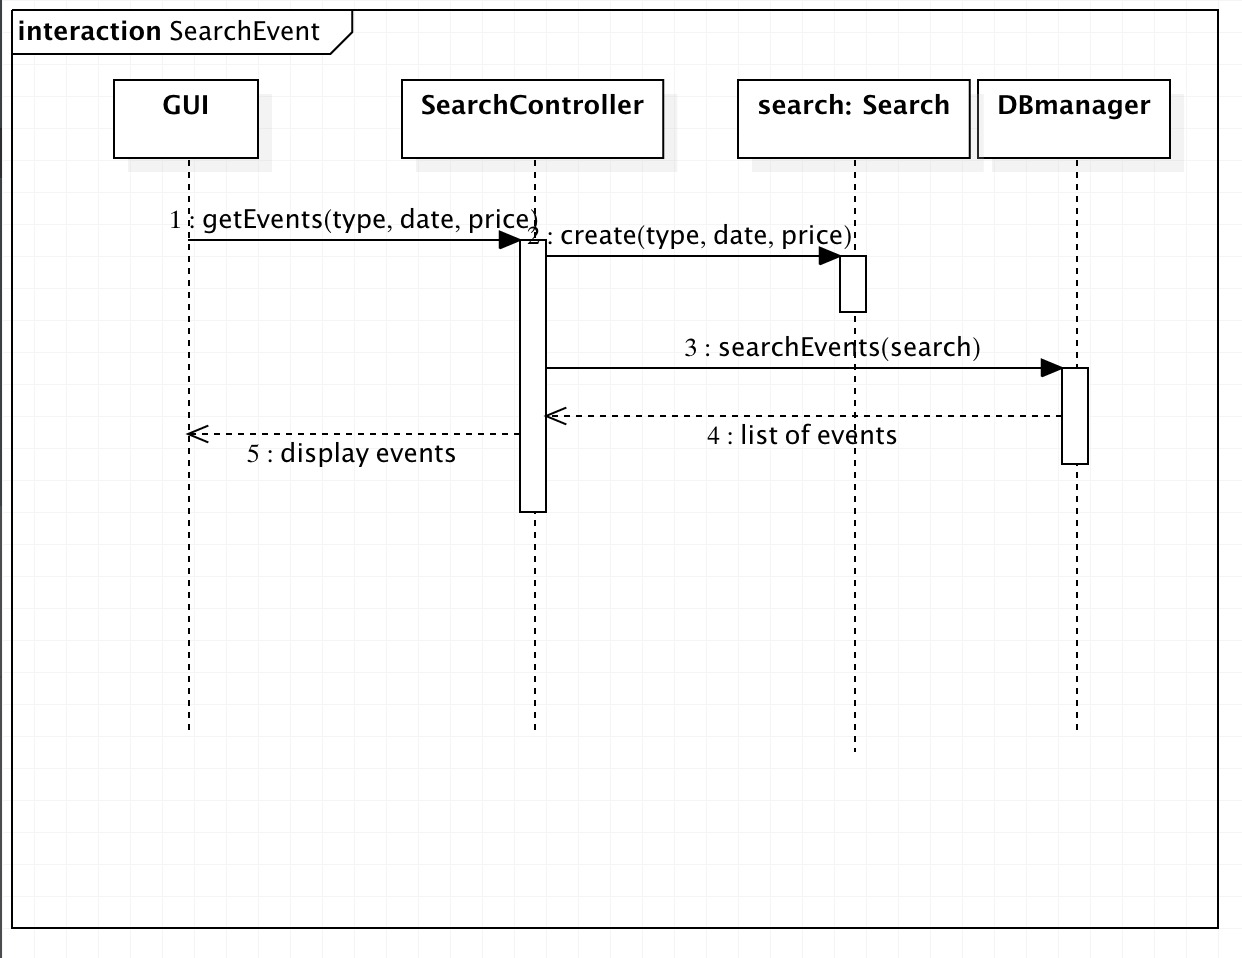 interaction SearchEvent
GUI
SearchController
search: Search
DBmanager
1 : getEvents(type, date, price)
2 : create(type, date, price)
3 : searchEvents(search)
4 : list of events
5 : display events